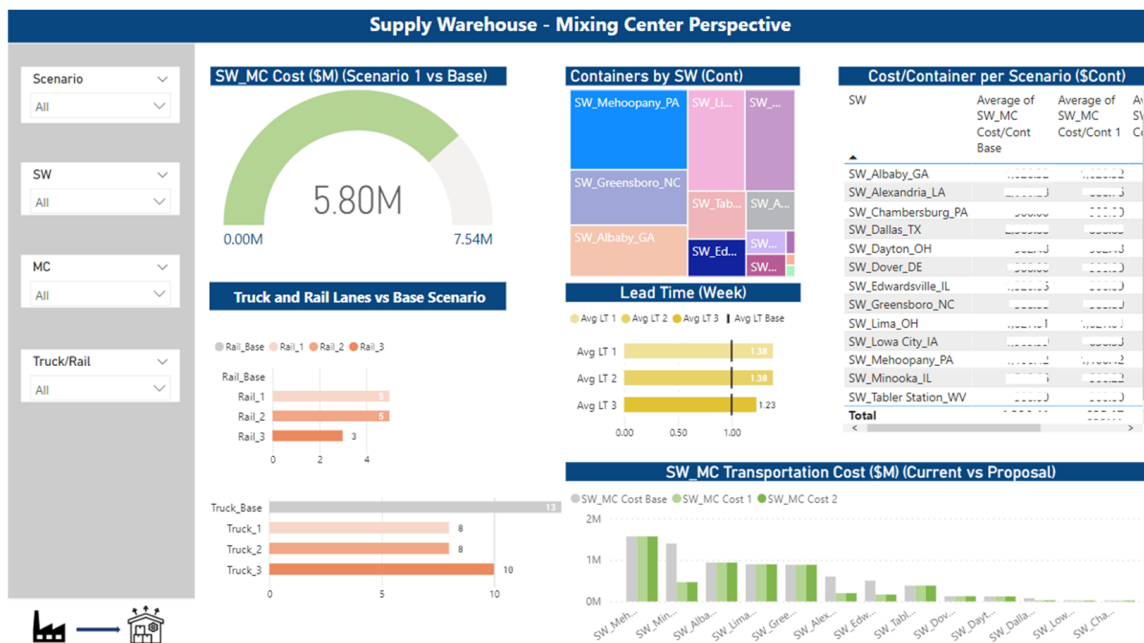 Supply Warehouse - Mixing Center Perspective
Scenario
All
SW
All
MC
All
Truck/Rail
All
SW_MC Cost ($M) (Scenario 1 vs Base)
5.80M
0.00M
7.54M
Truck and Rail Lanes vs Base Scenario
Rail_Base Rail_1 Rail_2 Rail_3
Rail_Base
Rail_1 5
Rail_2 5
Rail_3 3
0 2 4
Truck_Base 13
Truck_1 8
Truck_2 8
Truck_3 10
0 5 10
Containers by SW (Cont)
SW_Mehoopany_PA
SW_Greensboro_NC
SW_Albaby_GA
SW_Li...
SW_Tab...
SW_Ed...
SW_...
SW_A...
SW...
SW...
Lead Time (Week)
Avg LT 1 Avg LT 2 Avg LT 3 Avg LT Base
Avg LT 1 1.38
Avg LT 2 1.38
Avg LT 3 1.23
0.00 0.50 1.00
Cost/Container per Scenario ($Cont)
SW
Average of
SW_MC
Cost/Cont
Base
Average of
SW_MC
Cost/Cont 1
SW_Albaby_GA
SW_Alexandria_LA
SW_Chambersburg_PA
SW_Dallas_TX
SW_Dayton_OH
SW_Dover_DE
SW_Edwardsville_IL
SW_Greensboro_NC
SW_Lima_OH
SW_Lowa City_IA
SW_Mehoopany_PA
SW_Minooka_IL
SW_Tabler Station_WV
Total
SW_MC Transportation Cost ($M) (Current vs Proposal)
SW_MC Cost Base SW_MC Cost 1 SW_MC Cost 2
2M
1M
0M
SW_Meh... SW_Min... SW_Alba... SW_Lima... SW_Gree... SW_Alex... SW_Edw... SW_Tabl... SW_Dov... SW_Dayt... SW_Dalla... SW_Low... SW_Cha...